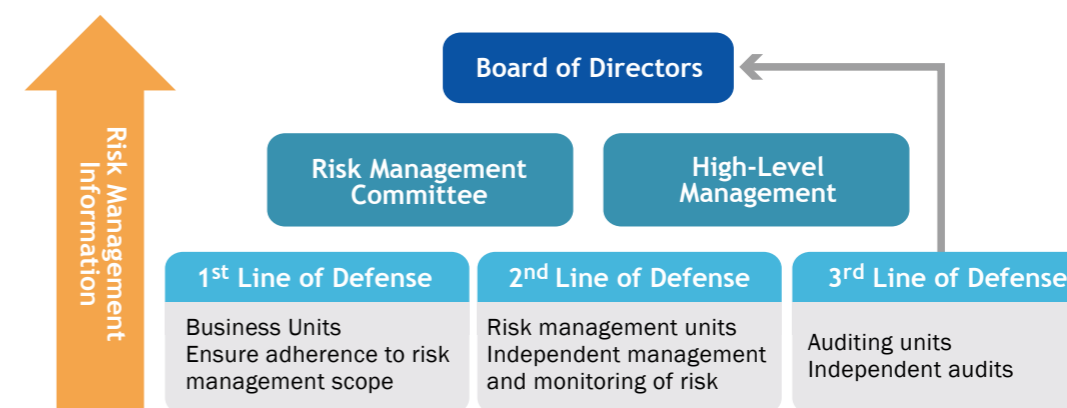 Risk Management
Information
Board of Directors
Risk Management
Committee
High-Level
Management
1st Line of Defense
Business Units
Ensure adherence to risk
management scope
2nd Line of Defense
Risk management units
Independent management
and monitoring of risk
3rd Line of Defense
Auditing units
Independent audits